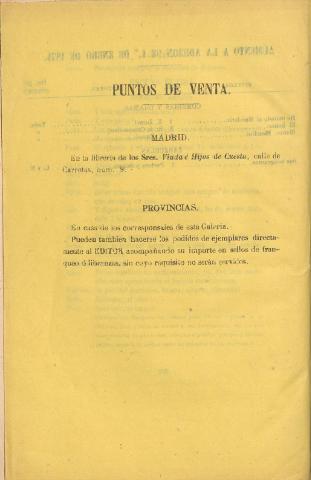 PUNTOS DE VENTA.
MADRID.
En la librería de los Sres. Viuda é Hijos de Cuesta, calle de
Carretas, núm. 9.
PROVINCIAS.
En casa de los corresponsales de esta Galería.
Pueden tambien hacerse los pedidos de ejemplares directa-
mente al EDITOR, acompañando su importe en sellos de fran-
queo ó libranzas, sin cuyo requisito no serán servidos.